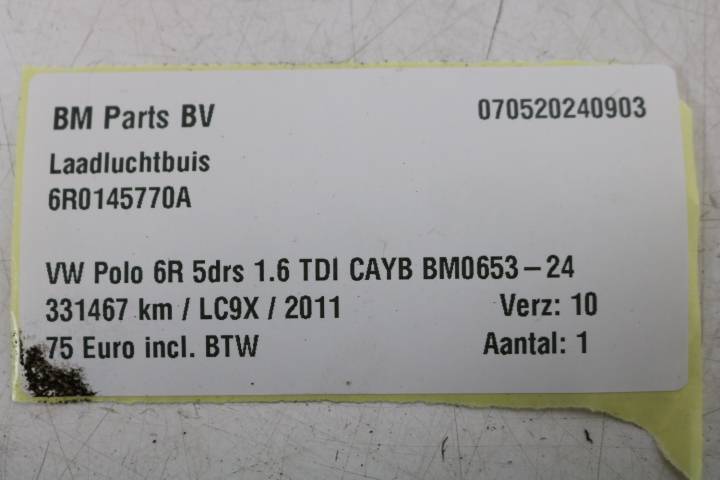 BM Parts BV 070520240903
Laadluchtbuis
6R0145770A
VW Polo 6R 5drs 1.6 TDI CAYB BM0653-24
331467 km / LC9X / 2011 Verz: 10
75 Euro incl. BTW Aantal: 1